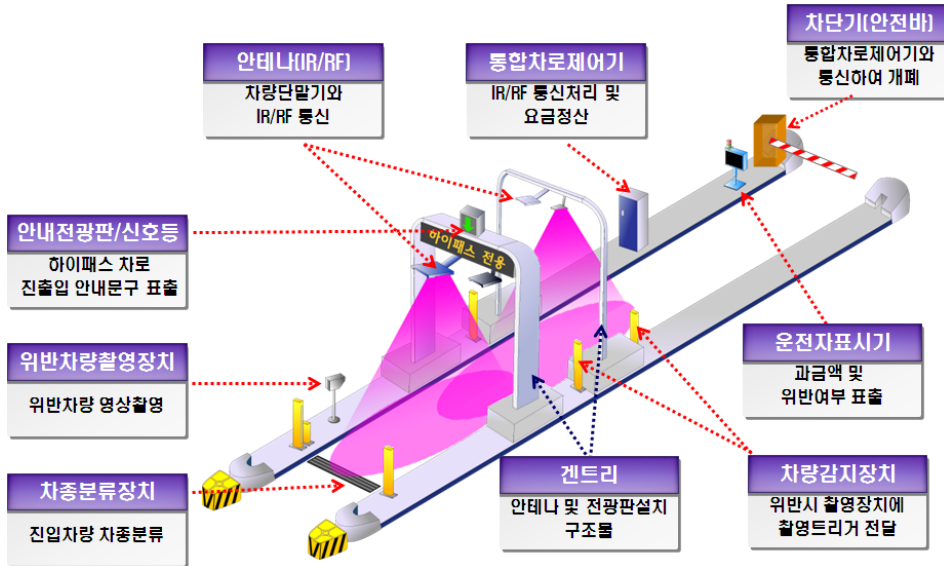 차단기(안전바)
통합차로제어기와
통신하여 개폐
안테나(IR/RF)
차량단말기와
IR/RF 통신
통합차로제어기
IR/RF 통신처리 및
요금정산
안내전광판/신호등
하이패스 차로
진출입 안내문구 표출
하이패스 전용
위반차량촬영장치
위반차량 영상촬영
운전자표시기
과금액 및
위반여부 표출
차종분류장치
진입차량 차종분류
겐트리
안테나 및 전광판설치
구조물
차량감지장치
위반시 촬영장치에
촬영트리거 전달